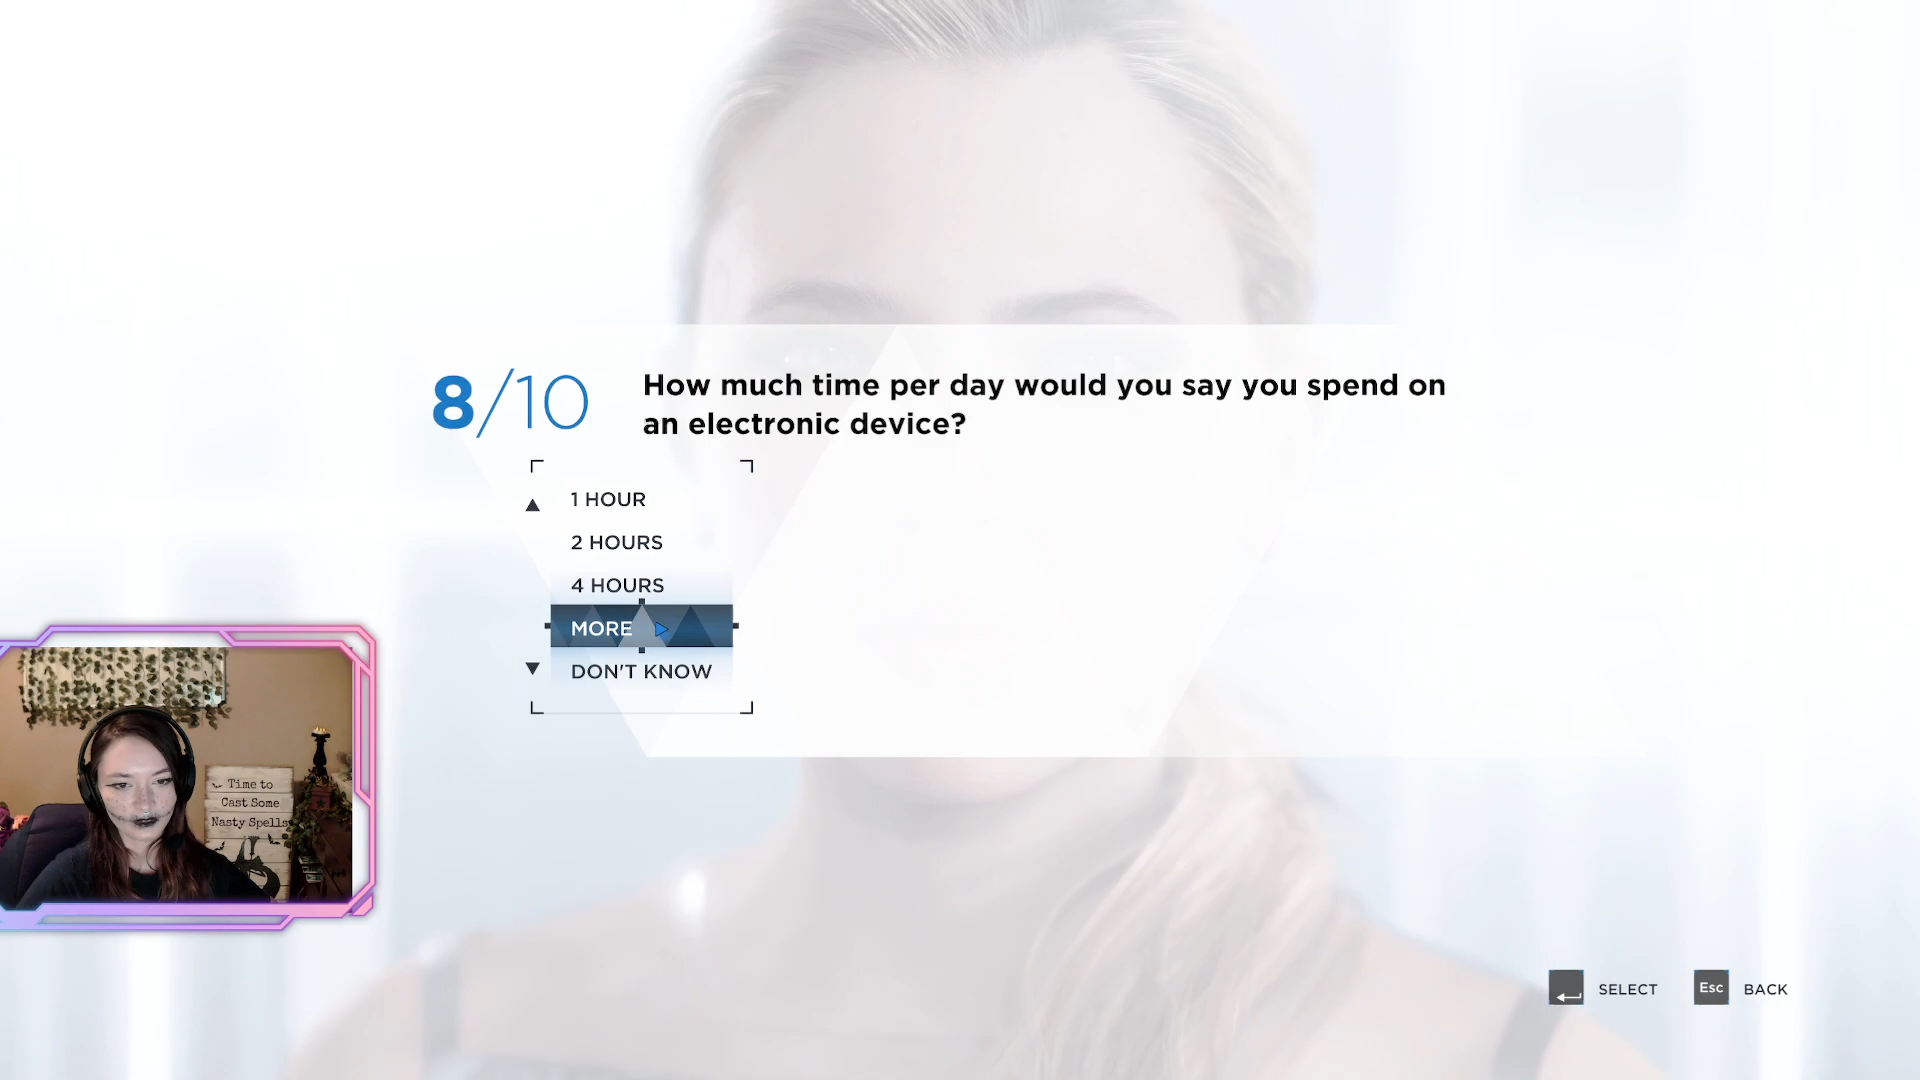 8/10
How much time per day would you say you spend on
an electronic device?
1 HOUR
2 HOURS
4 HOURS
MORE
DON'T KNOW
Time to
Cast Some
Nasty Spells
SELECT
Esc BACK